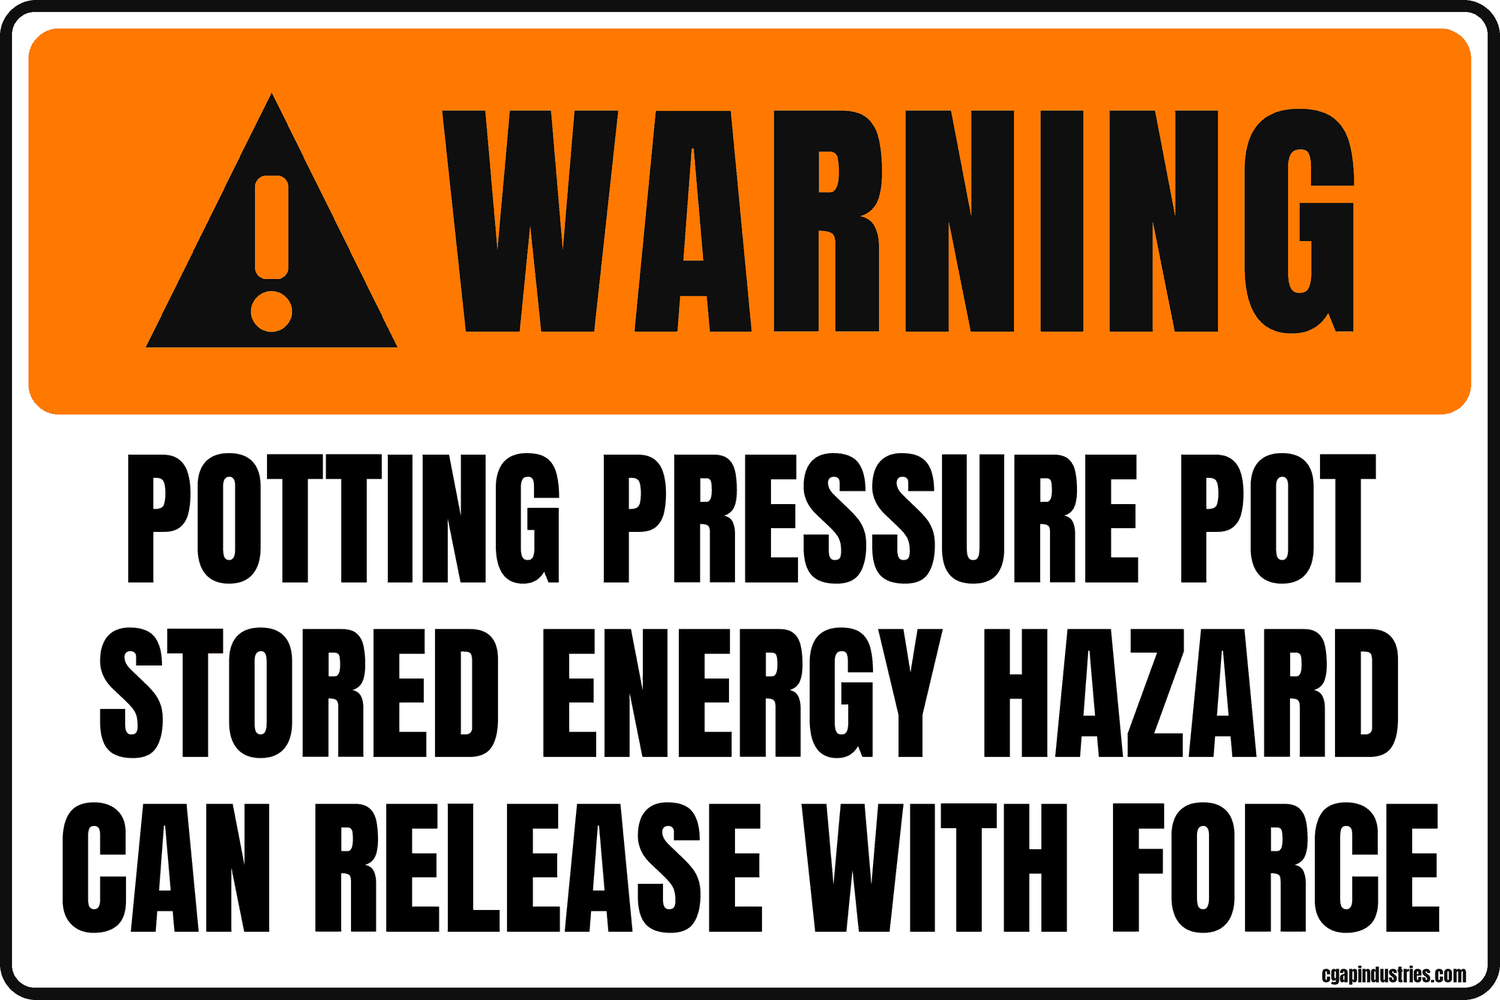 WARNING
POTTING PRESSURE POT
STORED ENERGY HAZARD
CAN RELEASE WITH FORCE
cgapindustries.com